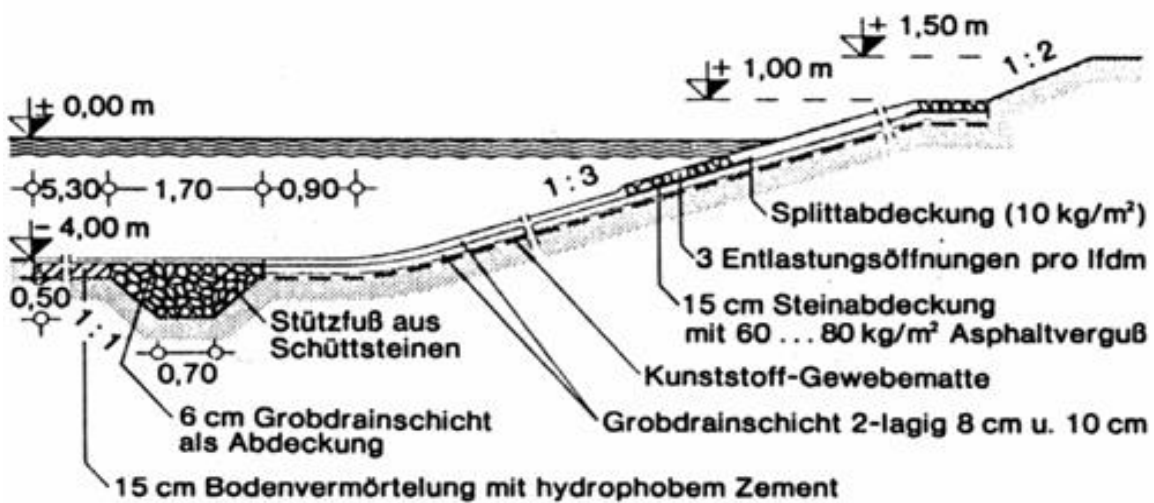 + 1,50 m
1:2
+ 1,00 m
± 0,00 m
5,30 1,70 0,90
1:3
Splittabdeckung (10 kg/m²)
- 4,00 m
3 Entlastungsöffnungen pro lfdm
0,50
1:1
Stützfuß aus
Schüttsteinen
15 cm Steinabdeckung
mit 60 ... 80 kg/m² Asphaltverguß
0,70
Kunststoff-Gewebematte
6 cm Grobdrainschicht
als Abdeckung
Grobdrainschicht 2-lagig 8 cm u. 10 cm
15 cm Bodenvermörtelung mit hydrophobem Zement